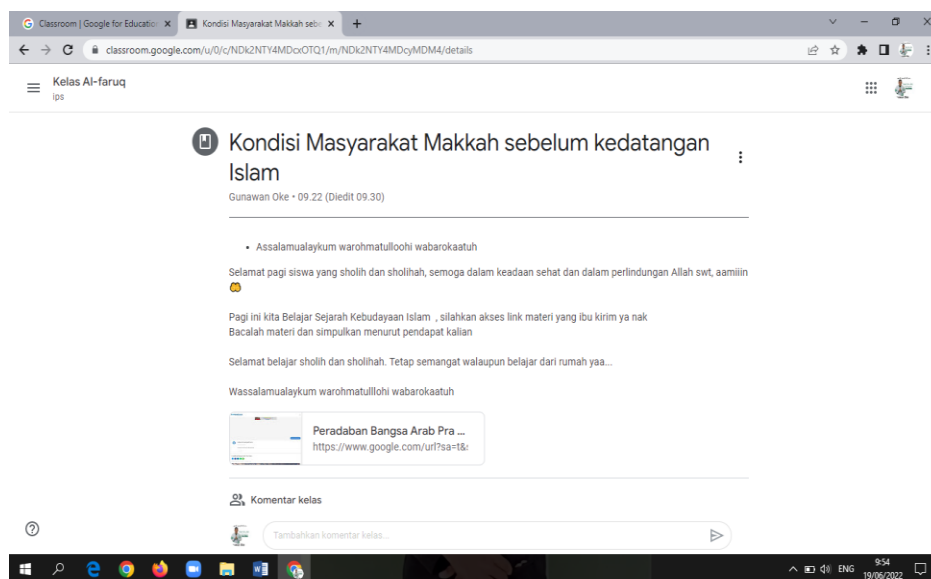 Classroom | Google for Education
Kondisi Masyarakat Makkah sebe
classroom.google.com/u/0/c/NDk2NTY4MDcxOTQ1/m/NDk2NTY4MDcyMDM4/details
Kelas Al-faruq
ips
Kondisi Masyarakat Makkah sebelum kedatangan
Islam
Gunawan Oke • 09.22 (Diedit 09.30)
• Assalamualaykum warohmatulloohi wabarokaatuh
Selamat pagi siswa yang sholih dan sholihah, semoga dalam keadaan sehat dan dalam perlindungan Allah swt, aamiiin
Pagi ini kita Belajar Sejarah Kebudayaan Islam , silahkan akses link materi yang ibu kirim ya nak
Bacalah materi dan simpulkan menurut pendapat kalian
Selamat belajar sholih dan sholihah. Tetap semangat walaupun belajar dari rumah yaa...
Wassalamualaykum warohmatulllohi wabarokaatuh
Peradaban Bangsa Arab Pra ...
https://www.google.com/url?sa=t&
Komentar kelas
Tambahkan komentar kelas...
ENG
9:54
19/06/2022